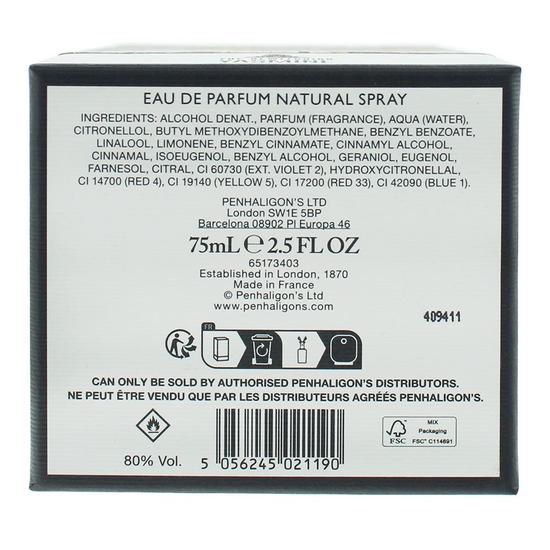 EAU DE PARFUM NATURAL SPRAY
INGREDIENTS: ALCOHOL DENAT., PARFUM (FRAGRANCE), AQUA (WATER),
CITRONELLOL, BUTYL METHOXYDIBENZOYLMETHANE, BENZYL BENZOATE,
LINALOOL, LIMONENE, BENZYL CINNAMATE, CINNAMYL ALCOHOL,
CINNAMAL, ISOEUGENOL, BENZYL ALCOHOL, GERANIOL, EUGENOL,
FARNESOL, CITRAL, CI 60730 (EXT. VIOLET 2), HYDROXYCITRONELLAL,
CI 14700 (RED 4), CI 19140 (YELLOW 5), CI 17200 (RED 33), CI 42090 (BLUE 1).
PENHALIGON'S LTD
London SW1E 5BP
Barcelona 08902 Pl Europa 46
75mL ℮ 2.5 FL OZ
65173403
Established in London, 1870
Made in France
© Penhaligon's Ltd
www.penhaligons.com
409411
FR
CAN ONLY BE SOLD BY AUTHORISED PENHALIGON'S DISTRIBUTORS.
NE PEUT ÊTRE VENDU QUE PAR LES DISTRIBUTEURS AGRÉÉS PENHALIGON'S.
80% Vol.
5 056245 021190
FSC
MIX
Packaging
FSC® C114691